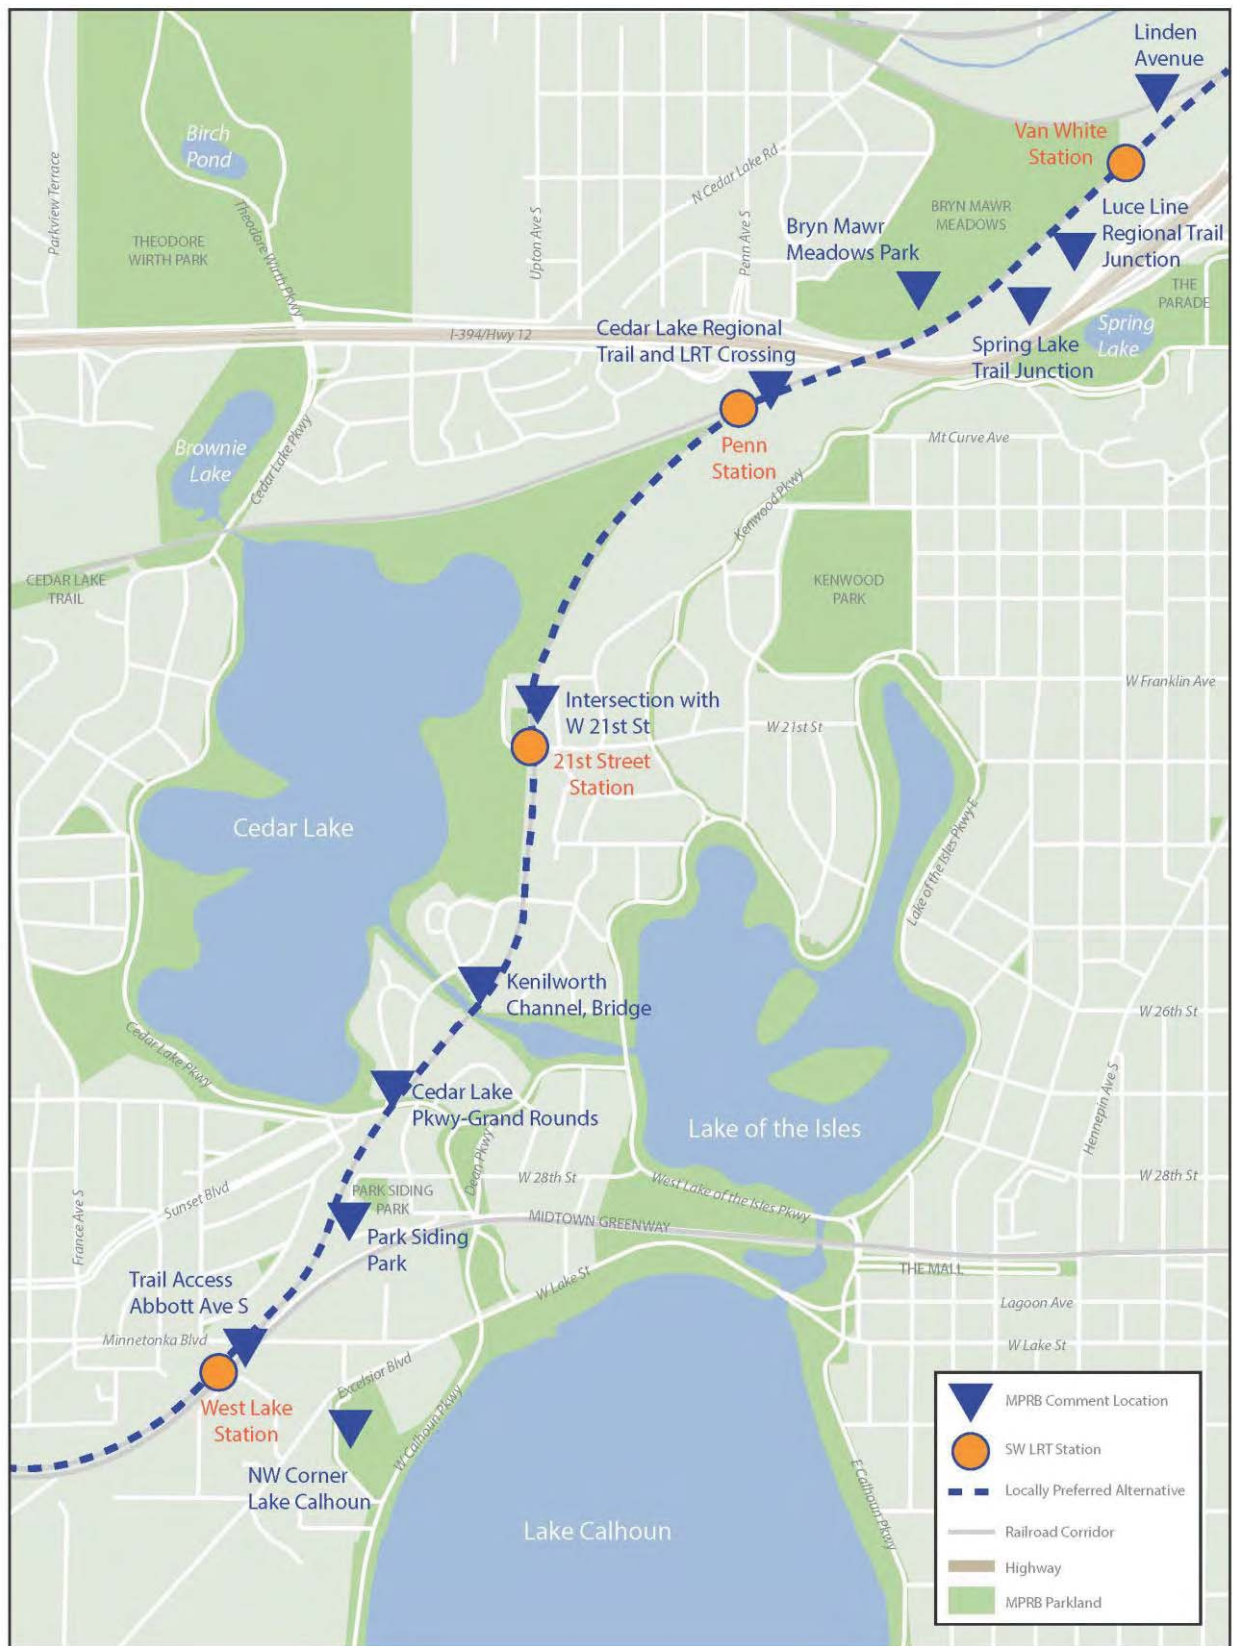 Linden
Avenue
Birch
Pond
Van White
Station
Parkview Terrace
N Cedar Lake Rd
Theodore Wirth Pkwy
THEODORE
WIRTH PARK
Upton Ave S
Penn Ave S
BRYN MAWR
MEADOWS
Luce Line
Regional Trail
Junction
Bryn Mawr
Meadows Park
THE
PARADE
Spring
Lake
I-394/Hwy 12
Cedar Lake Regional
Trail and LRT Crossing
Spring Lake
Trail Junction
Brownie
Lake
Cedar Lake Pkwy
Penn
Station
Mt Curve Ave
Kenwood Pkwy
CEDAR LAKE
TRAIL
KENWOOD
PARK
W Franklin Ave
Intersection with
W 21st St
W 21st St
21st Street
Station
Cedar Lake
Lake of the Isles Pkwy E
Kenilworth
Channel, Bridge
W 26th St
Cedar Lake Pkwy
Cedar Lake
Pkwy-Grand Rounds
Lake of the Isles
Hennepin Ave S
Dean Pkwy
W 28th St
W 28th St
West Lake of the Isles Pkwy
PARK SIDING
PARK
Sunset Blvd
France Ave S
MIDTOWN GREENWAY
Park Siding
Park
THE MALL
Trail Access
Abbott Ave S
W Lake St
Lagoon Ave
Minnetonka Blvd
W Lake St
Excelsior Blvd
West Lake
Station
W Calhoun Pkwy
NW Corner
Lake Calhoun
Lake Calhoun
E Calhoun Pkwy
MPRB Comment Location
SW LRT Station
Locally Preferred Alternative
Railroad Corridor
Highway
MPRB Parkland